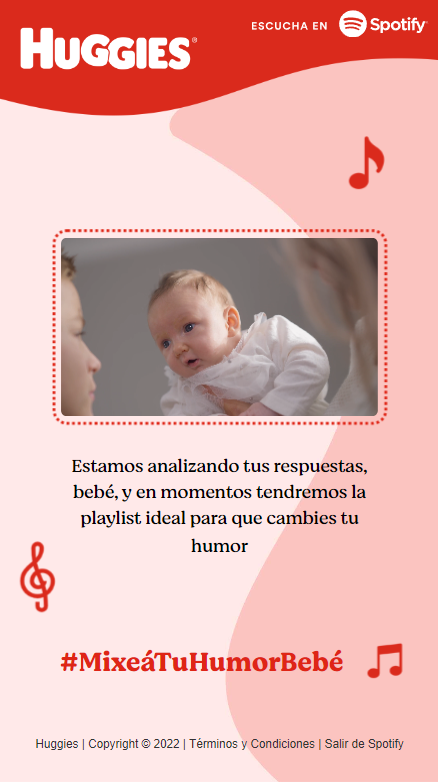 ESCUCHA EN Spotify®
HUGGIES®
Estamos analizando tus respuestas,
bebé, y en momentos tendremos la
playlist ideal para que cambies tu
humor
#MixeáTuHumorBebé
Huggies | Copyright © 2022 | Términos y Condiciones | Salir de Spotify